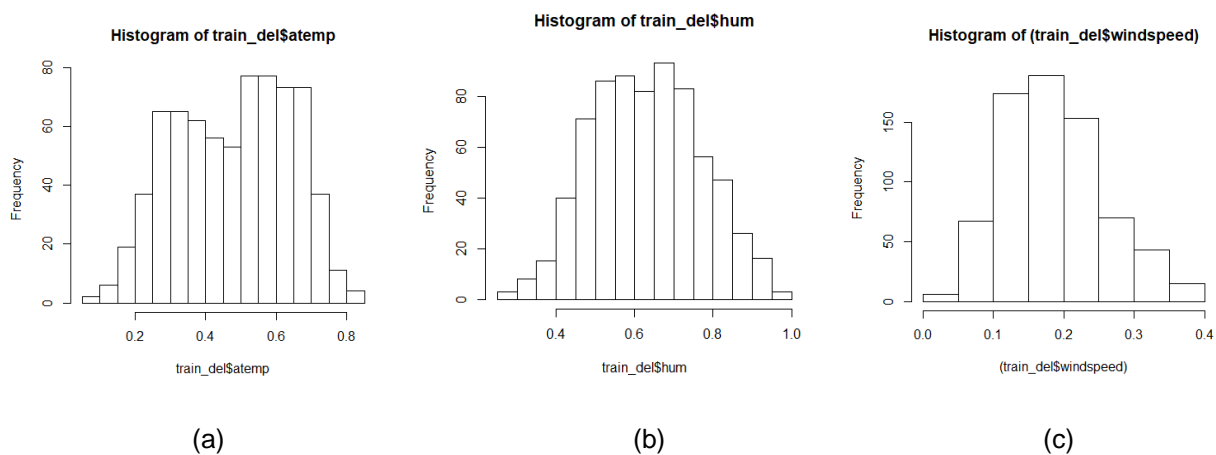 Histogram of train_del$atemp
Frequency
0
20
40
60
80
0.2 0.4 0.6 0.8
train_del$atemp
(a)
Histogram of train_del$hum
Frequency
0
20
40
60
80
0.4 0.6 0.8 1.0
train_del$hum
(b)
Histogram of (train_del$windspeed)
Frequency
0
50
100
150
0.0 0.1 0.2 0.3 0.4
(train_del$windspeed)
(c)